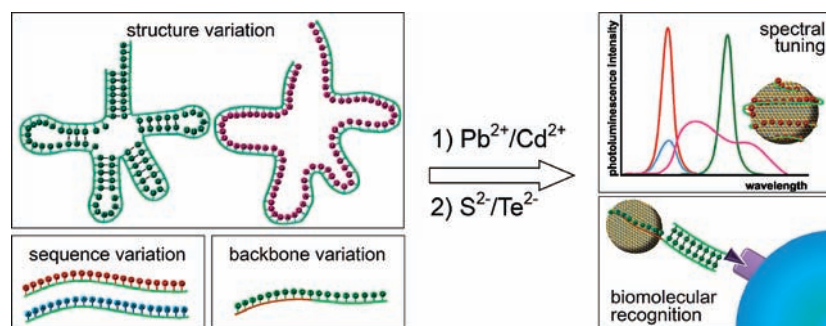 structure variation
sequence variation
backbone variation
1) Pb²⁺/Cd²⁺
2) S²⁻/Te²⁻
spectral
tuning
photoluminescence intensity
wavelength
biomolecular
recognition